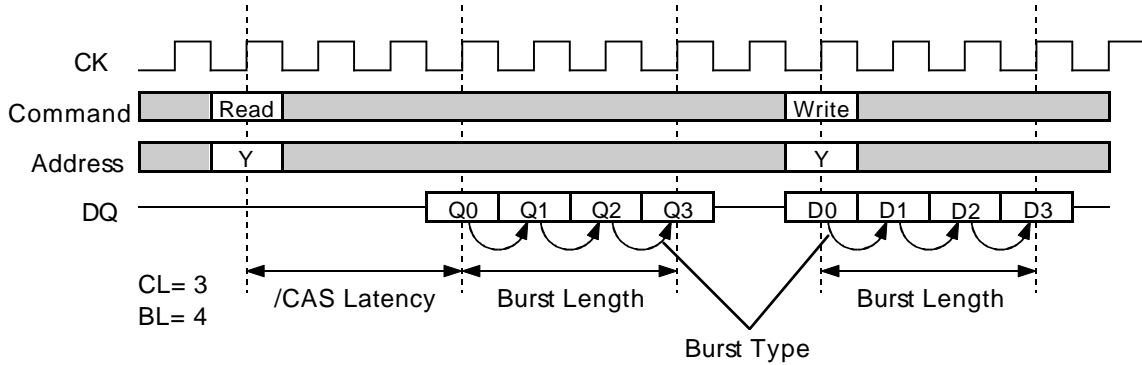 CK
Command Read Write
Address Y Y
DQ Q0 Q1 Q2 Q3 D0 D1 D2 D3
CL= 3
/CAS Latency Burst Length Burst Length
BL= 4
Burst Type